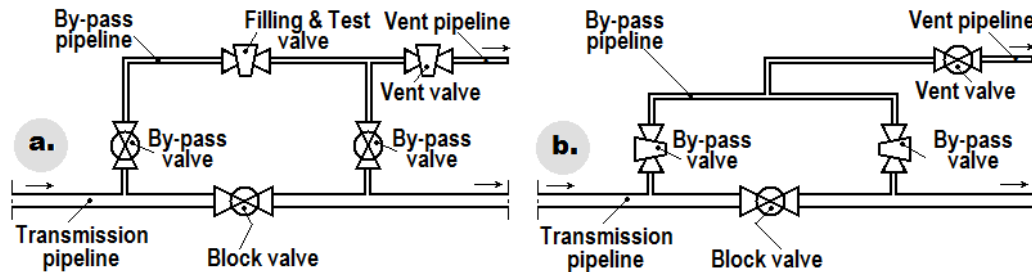 By-pass
pipeline
Filling & Test
valve
Vent pipeline
Vent valve
a.
By-pass
valve
By-pass
valve
Transmission
pipeline
Block valve
Vent pipeline
By-pass
pipeline
Vent valve
b.
By-pass
valve
By-pass
valve
Transmission
pipeline
Block valve